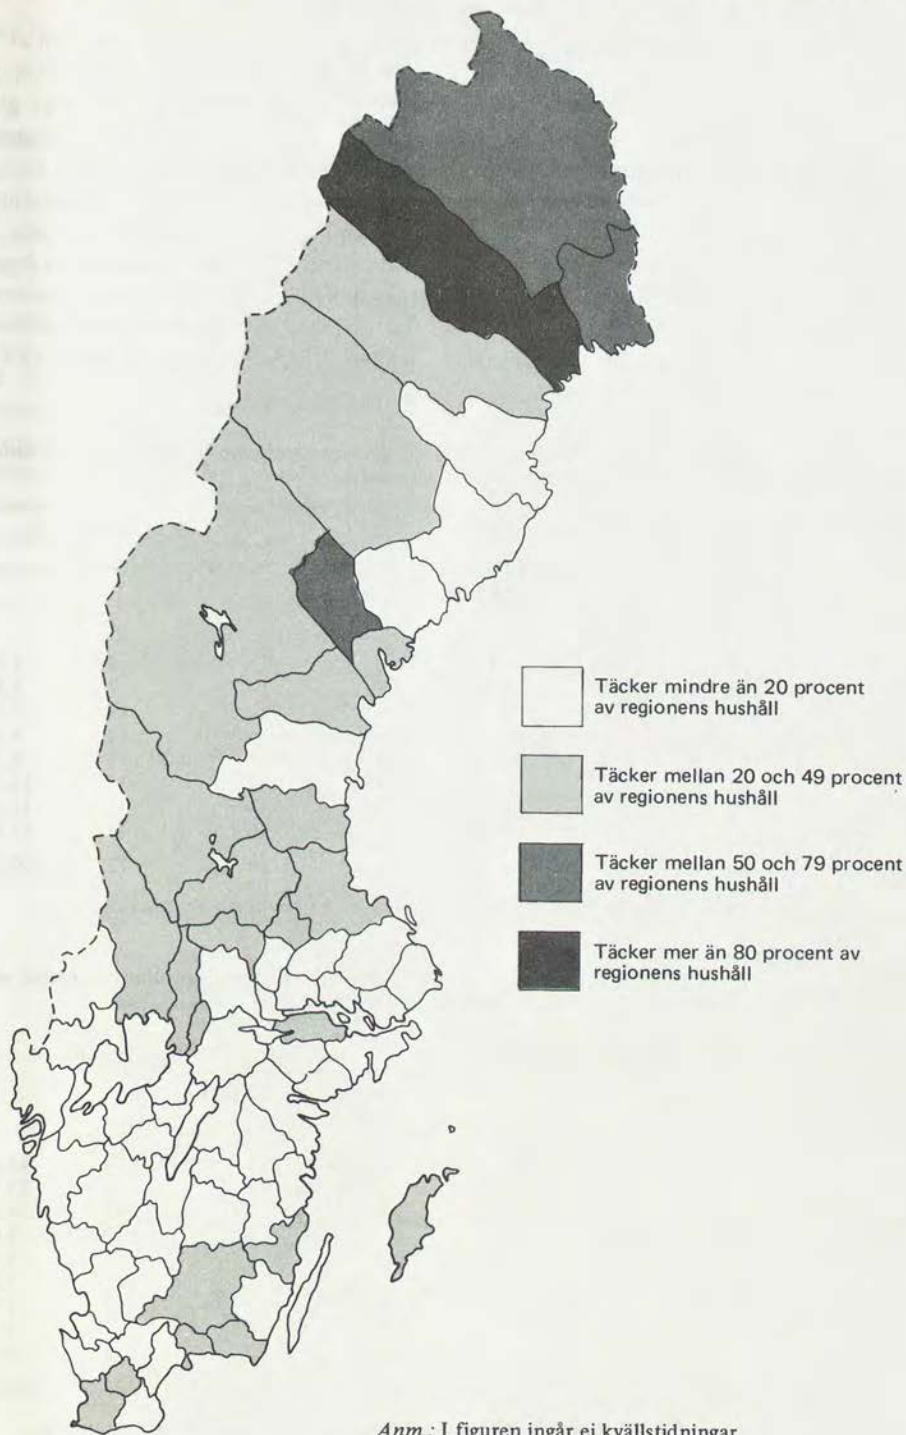 Täcker mindre än 20 procent
av regionens hushåll
Täcker mellan 20 och 49 procent
av regionens hushåll
Täcker mellan 50 och 79 procent
av regionens hushåll
Täcker mer än 80 procent av
regionens hushåll
Anm.: I figuren ingår ej kvällstidningar